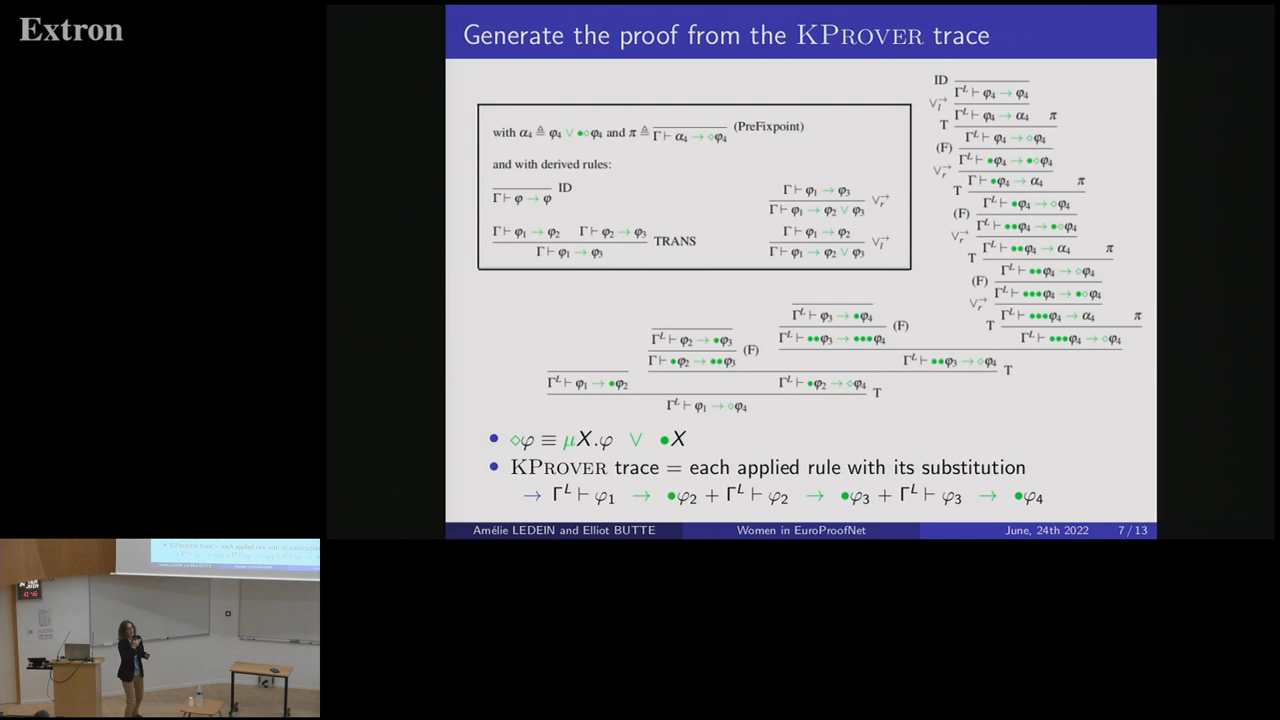 Extron
Generate the proof from the KPROVER trace
with α₄ ≜ φ₄ ∨ •⋄φ₄ and π ≜ Γ ⊢ α₄ → ⋄φ₄ (PreFixpoint)
and with derived rules:
Γ ⊢ φ → φ ID
Γ ⊢ φ₁ → φ₃
Γ ⊢ φ₁ → φ₂ ∨ φ₃ ∨r→
Γ ⊢ φ₁ → φ₂ Γ ⊢ φ₂ → φ₃
Γ ⊢ φ₁ → φ₃ TRANS
Γ ⊢ φ₁ → φ₂
Γ ⊢ φ₁ → φ₂ ∨ φ₃ ∨l→
ID
Γᴸ ⊢ φ₄ → φ₄
∨l→
Γᴸ ⊢ φ₄ → α₄ π
T
Γᴸ ⊢ φ₄ → ⋄φ₄
(F)
Γᴸ ⊢ •φ₄ → •⋄φ₄
∨r→
Γ ⊢ •φ₄ → α₄ π
T
Γᴸ ⊢ •φ₄ → ⋄φ₄
(F)
Γᴸ ⊢ ••φ₄ → •⋄φ₄
∨r→
Γᴸ ⊢ ••φ₄ → α₄ π
T
Γᴸ ⊢ ••φ₄ → ⋄φ₄
(F)
Γᴸ ⊢ •••φ₄ → •⋄φ₄
∨r→
Γᴸ ⊢ •••φ₄ → α₄ π
T
Γᴸ ⊢ •••φ₄ → ⋄φ₄
Γᴸ ⊢ φ₃ → •φ₄
Γᴸ ⊢ ••φ₃ → •••φ₄ (F)
Γᴸ ⊢ φ₂ → •φ₃
Γ ⊢ •φ₂ → ••φ₃ (F)
Γᴸ ⊢ ••φ₃ → ⋄φ₄ T
Γᴸ ⊢ φ₁ → •φ₂ Γᴸ ⊢ •φ₂ → ⋄φ₄ T
Γᴸ ⊢ φ₁ → ⋄φ₄
• ⋄φ ≡ μX.φ ∨ •X
• KPROVER trace = each applied rule with its substitution
→ Γᴸ ⊢ φ₁ → •φ₂ + Γᴸ ⊢ φ₂ → •φ₃ + Γᴸ ⊢ φ₃ → •φ₄
Amélie LEDEIN and Elliot BUTTE Women in EuroProofNet June, 24th 2022 7 / 13